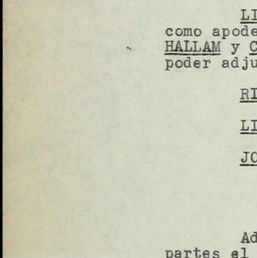 LI
como apode
HALLAM y C
poder adju
RI
LI
JO
Ad
partes el